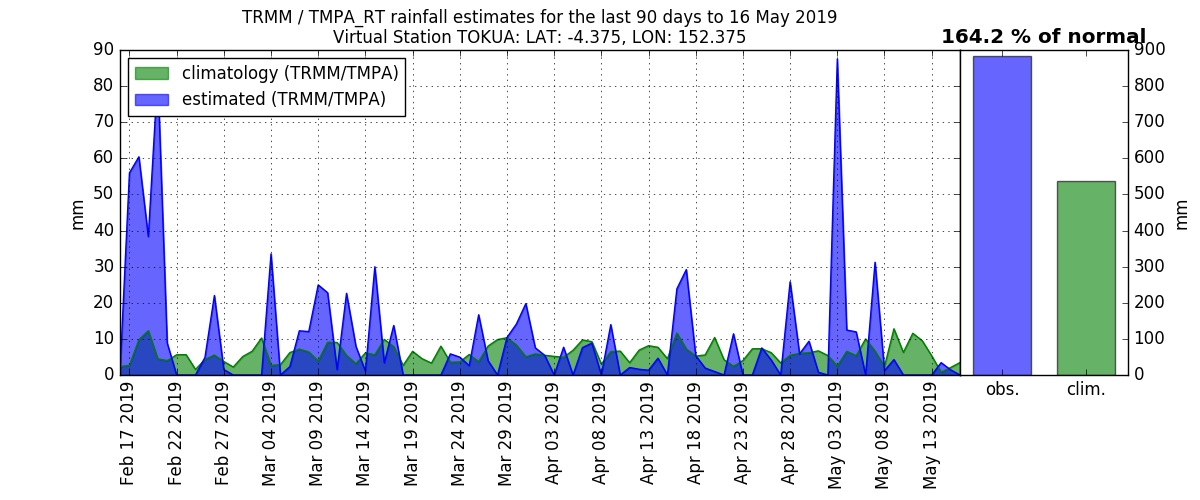 TRMM / TMPA_RT rainfall estimates for the last 90 days to 16 May 2019
Virtual Station TOKUA: LAT: -4.375, LON: 152.375
164.2 % of normal
climatology (TRMM/TMPA)
estimated (TRMM/TMPA)
90
80
70
60
50
40
30
20
10
0
mm
Feb 17 2019
Feb 22 2019
Feb 27 2019
Mar 04 2019
Mar 09 2019
Mar 14 2019
Mar 19 2019
Mar 24 2019
Mar 29 2019
Apr 03 2019
Apr 08 2019
Apr 13 2019
Apr 18 2019
Apr 23 2019
Apr 28 2019
May 03 2019
May 08 2019
May 13 2019
obs.
clim.
900
800
700
600
500
400
300
200
100
0
mm